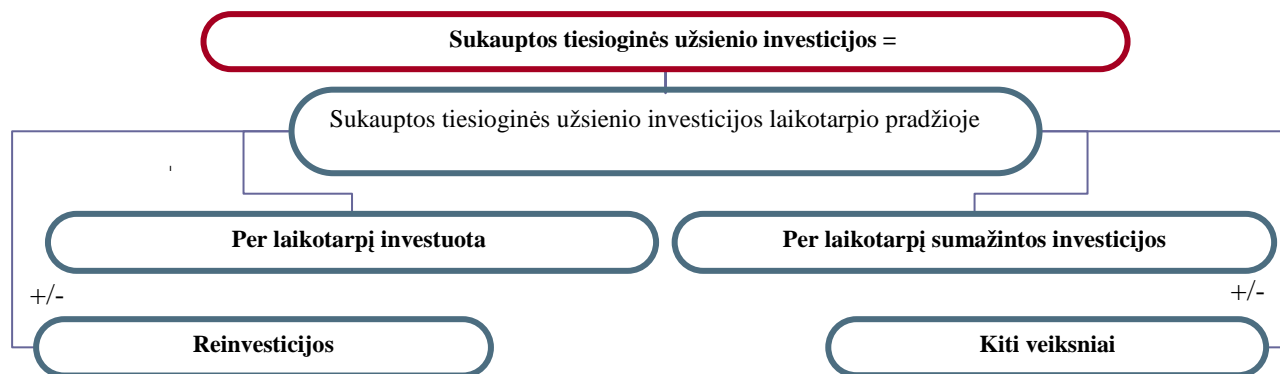 Sukauptos tiesioginės užsienio investicijos =
Sukauptos tiesioginės užsienio investicijos laikotarpio pradžioje
Per laikotarpį investuota
Per laikotarpį sumažintos investicijos
+/-
+/-
Reinvesticijos
Kiti veiksniai